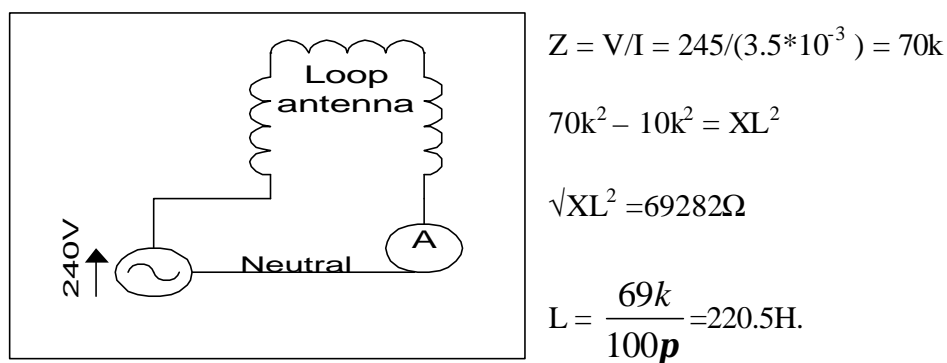 Loop
antenna
240V
A
Neutral
Z = V/I = 245/(3.5*10⁻³ ) = 70k
70k² – 10k² = XL²
√XL² =69282Ω
L = 69k/100p =220.5H.